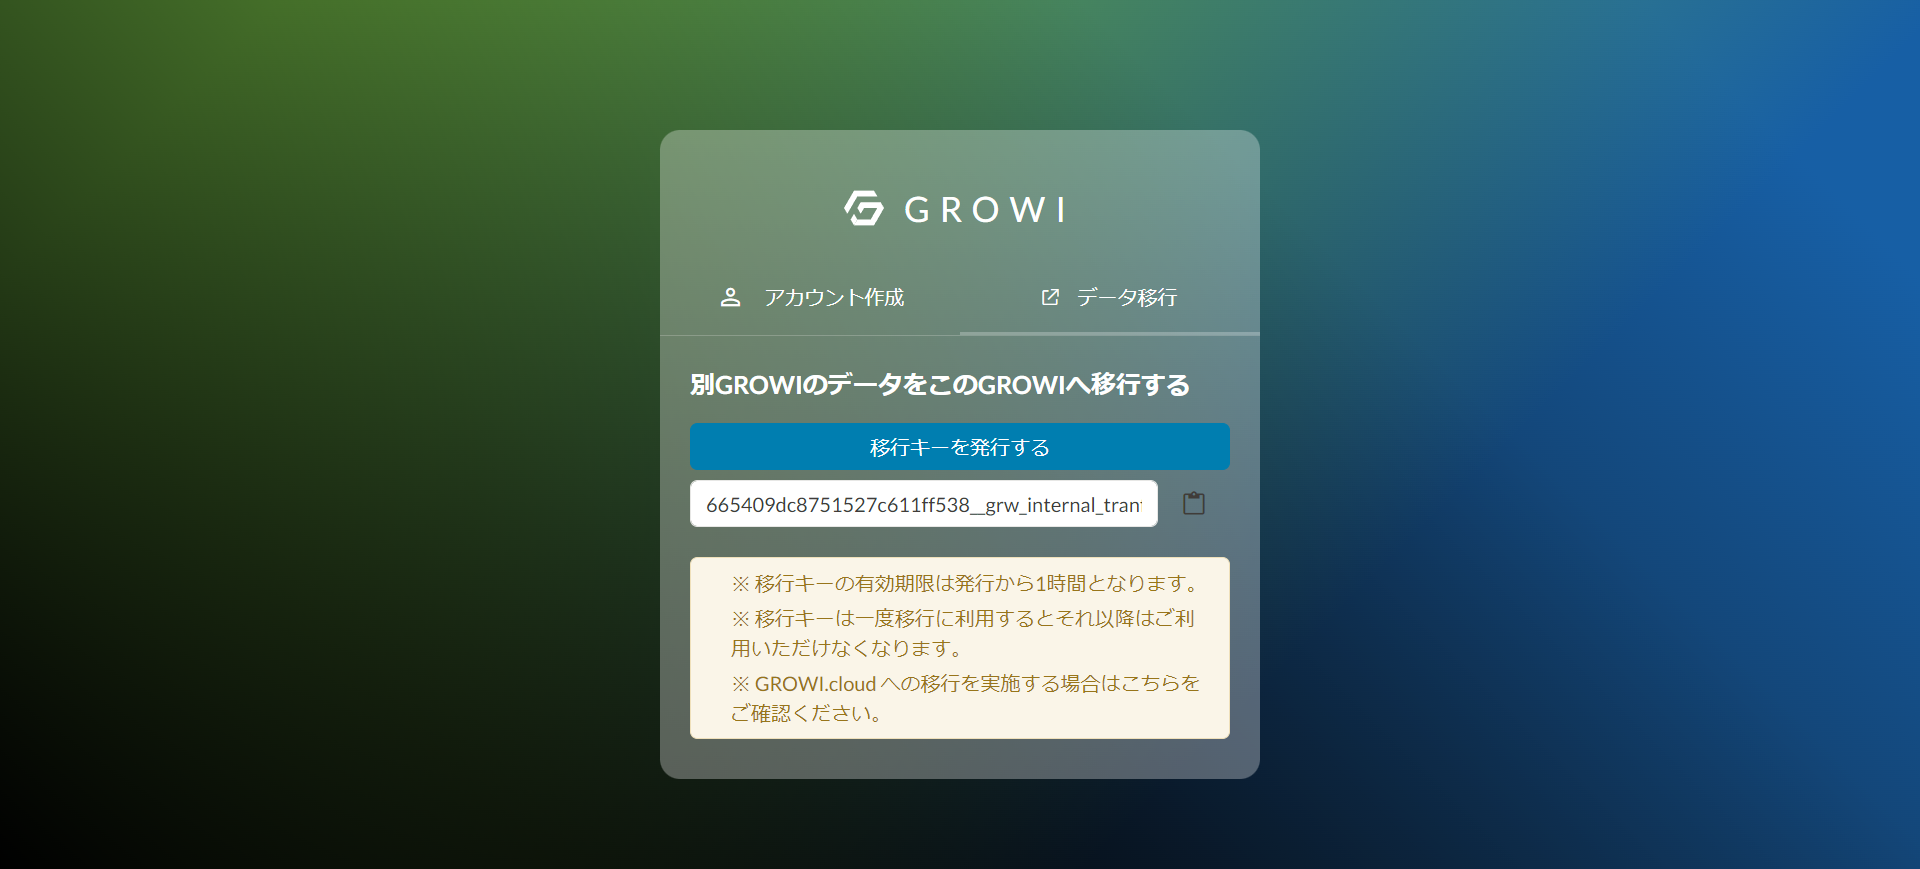 GROWI
アカウント作成
データ移行
別GROWIのデータをこのGROWIへ移行する
移行キーを発行する
665409dc8751527c611ff538__grw_internal_tran
※ 移行キーの有効期限は発行から1時間となります。
※ 移行キーは一度移行に利用するとそれ以降はご利
用いただけなくなります。
※ GROWI.cloud への移行を実施する場合はこちらを
ご確認ください。